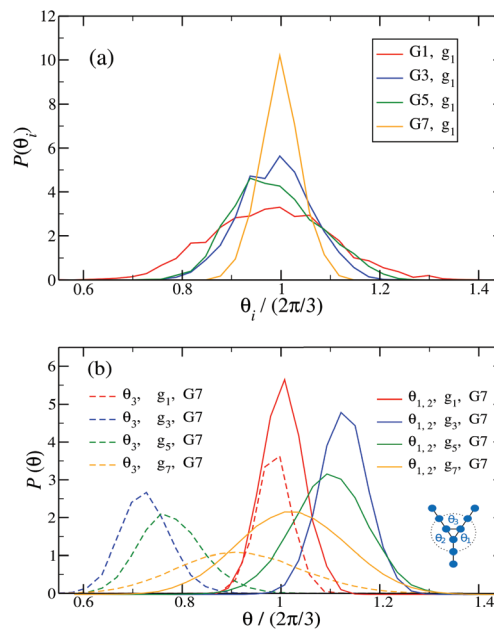 12
10
8
6
4
2
0
P(θᵢ)
(a)
G1, g₁
G3, g₁
G5, g₁
G7, g₁
0.6 0.8 1 1.2 1.4
θᵢ / (2π/3)
6
5
4
3
2
1
0
P (θ)
(b)
θ₃, g₁, G7
θ₃, g₃, G7
θ₃, g₅, G7
θ₃, g₇, G7
θ₁,₂, g₁, G7
θ₁,₂, g₃, G7
θ₁,₂, g₅, G7
θ₁,₂, g₇, G7
θ₃
θ₂ θ₁
0.6 0.8 1 1.2 1.4
θ / (2π/3)